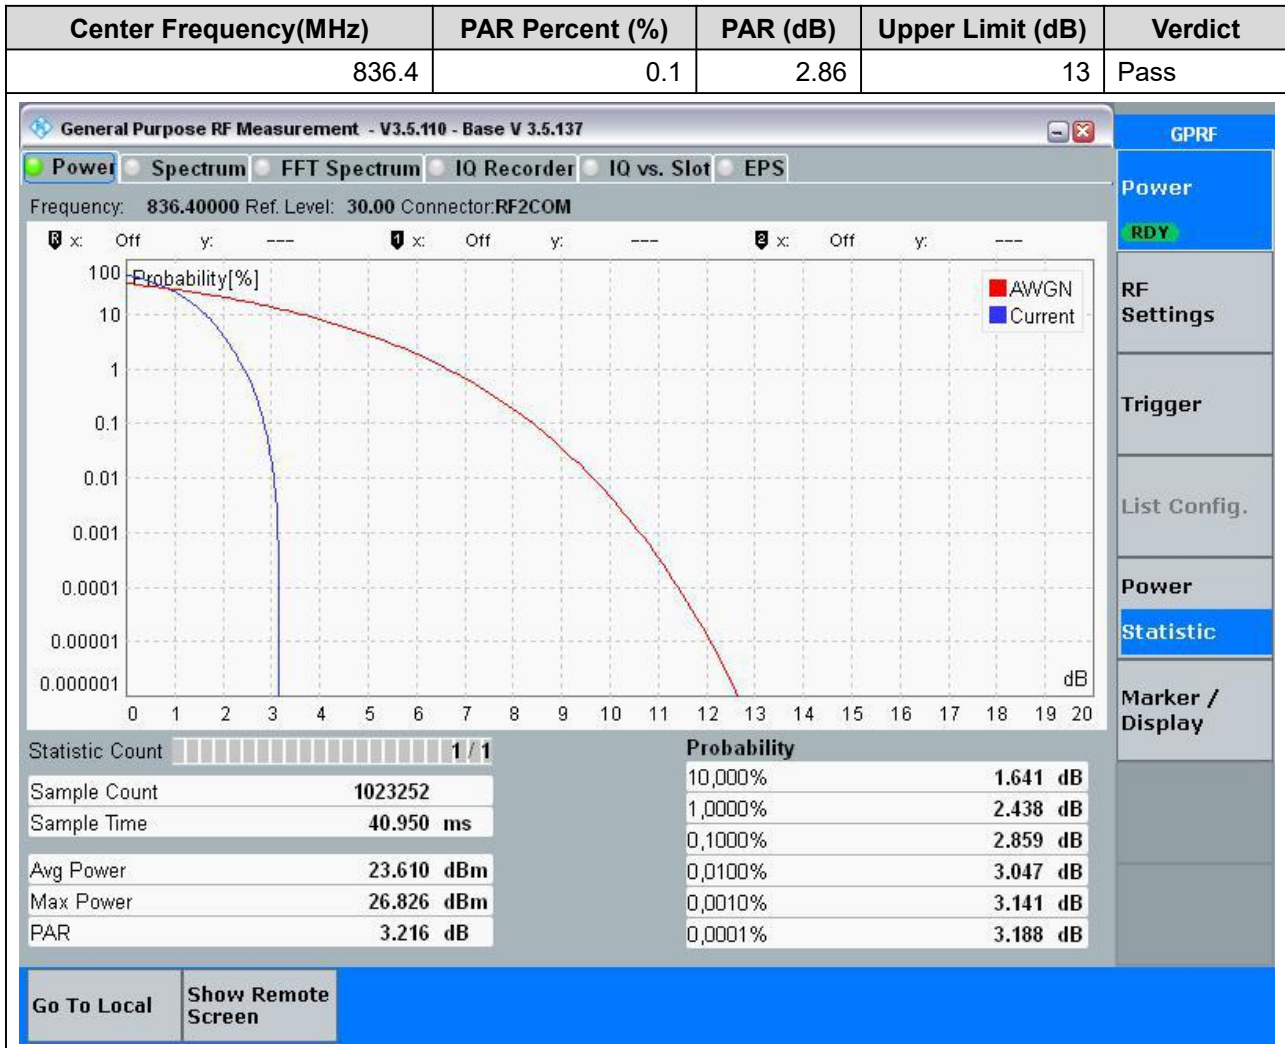 Center Frequency(MHz) PAR Percent (%) PAR (dB) Upper Limit (dB) Verdict
836.4 0.1 2.86 13 Pass
General Purpose RF Measurement - V3.5.110 - Base V 3.5.137
GPRF
Power Spectrum FFT Spectrum IQ Recorder IQ vs. Slot EPS
Power
RDY
Frequency: 836.40000 Ref. Level: 30.00 Connector:RF2COM
R x: Off y: --- 1 x: Off y: --- 2 x: Off y: ---
Probability[%]
AWGN
Current
100
10
1
0.1
0.01
0.001
0.0001
0.00001
0.000001
dB
0 1 2 3 4 5 6 7 8 9 10 11 12 13 14 15 16 17 18 19 20
RF
Settings
Trigger
List Config.
Power
Statistic
Marker /
Display
Statistic Count 1 / 1
Sample Count 1023252
Sample Time 40.950 ms
Avg Power 23.610 dBm
Max Power 26.826 dBm
PAR 3.216 dB
Probability
10,000% 1.641 dB
1,0000% 2.438 dB
0,1000% 2.859 dB
0,0100% 3.047 dB
0,0010% 3.141 dB
0,0001% 3.188 dB
Go To Local
Show Remote
Screen